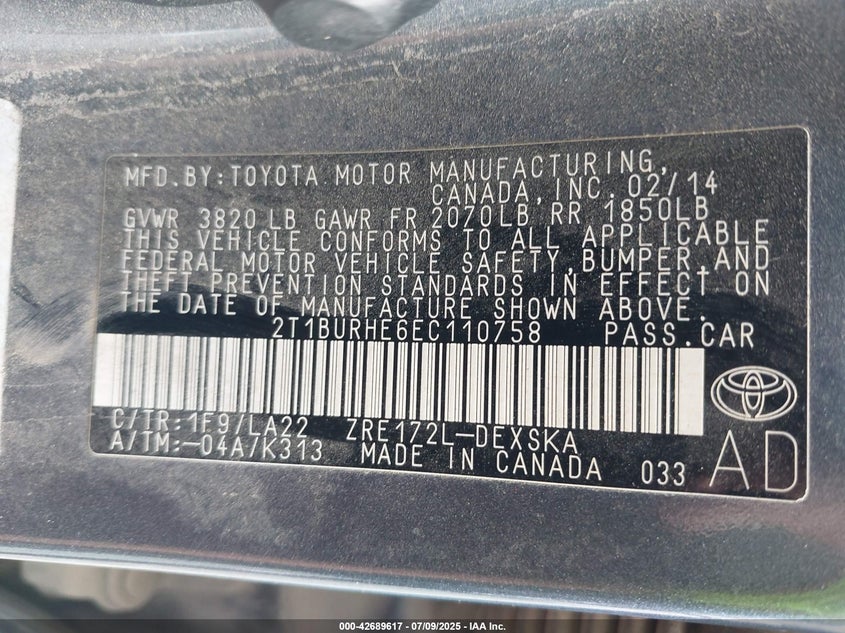 MFD.BY:TOYOTA MOTOR MANUFACTURING,
CANADA,INC. 02/14
GVWR 3820 LB GAWR FR 2070LB RR 1850LB
THIS VEHICLE CONFORMS TO ALL APPLICABLE
FEDERAL MOTOR VEHICLE SAFETY,BUMPER,AND
THEFT PREVENTION STANDARDS IN EFFECT ON
THE DATE OF MANUFACTURE SHOWN ABOVE.
2T1BURHE6EC110758 PASS.CAR
C/TR:1F9/LA22 ZRE172L-DEXSKA
A/TM:-04A/K313 MADE IN CANADA 033 AD
000-42689617 - 07/09/2025 - IAA Inc.